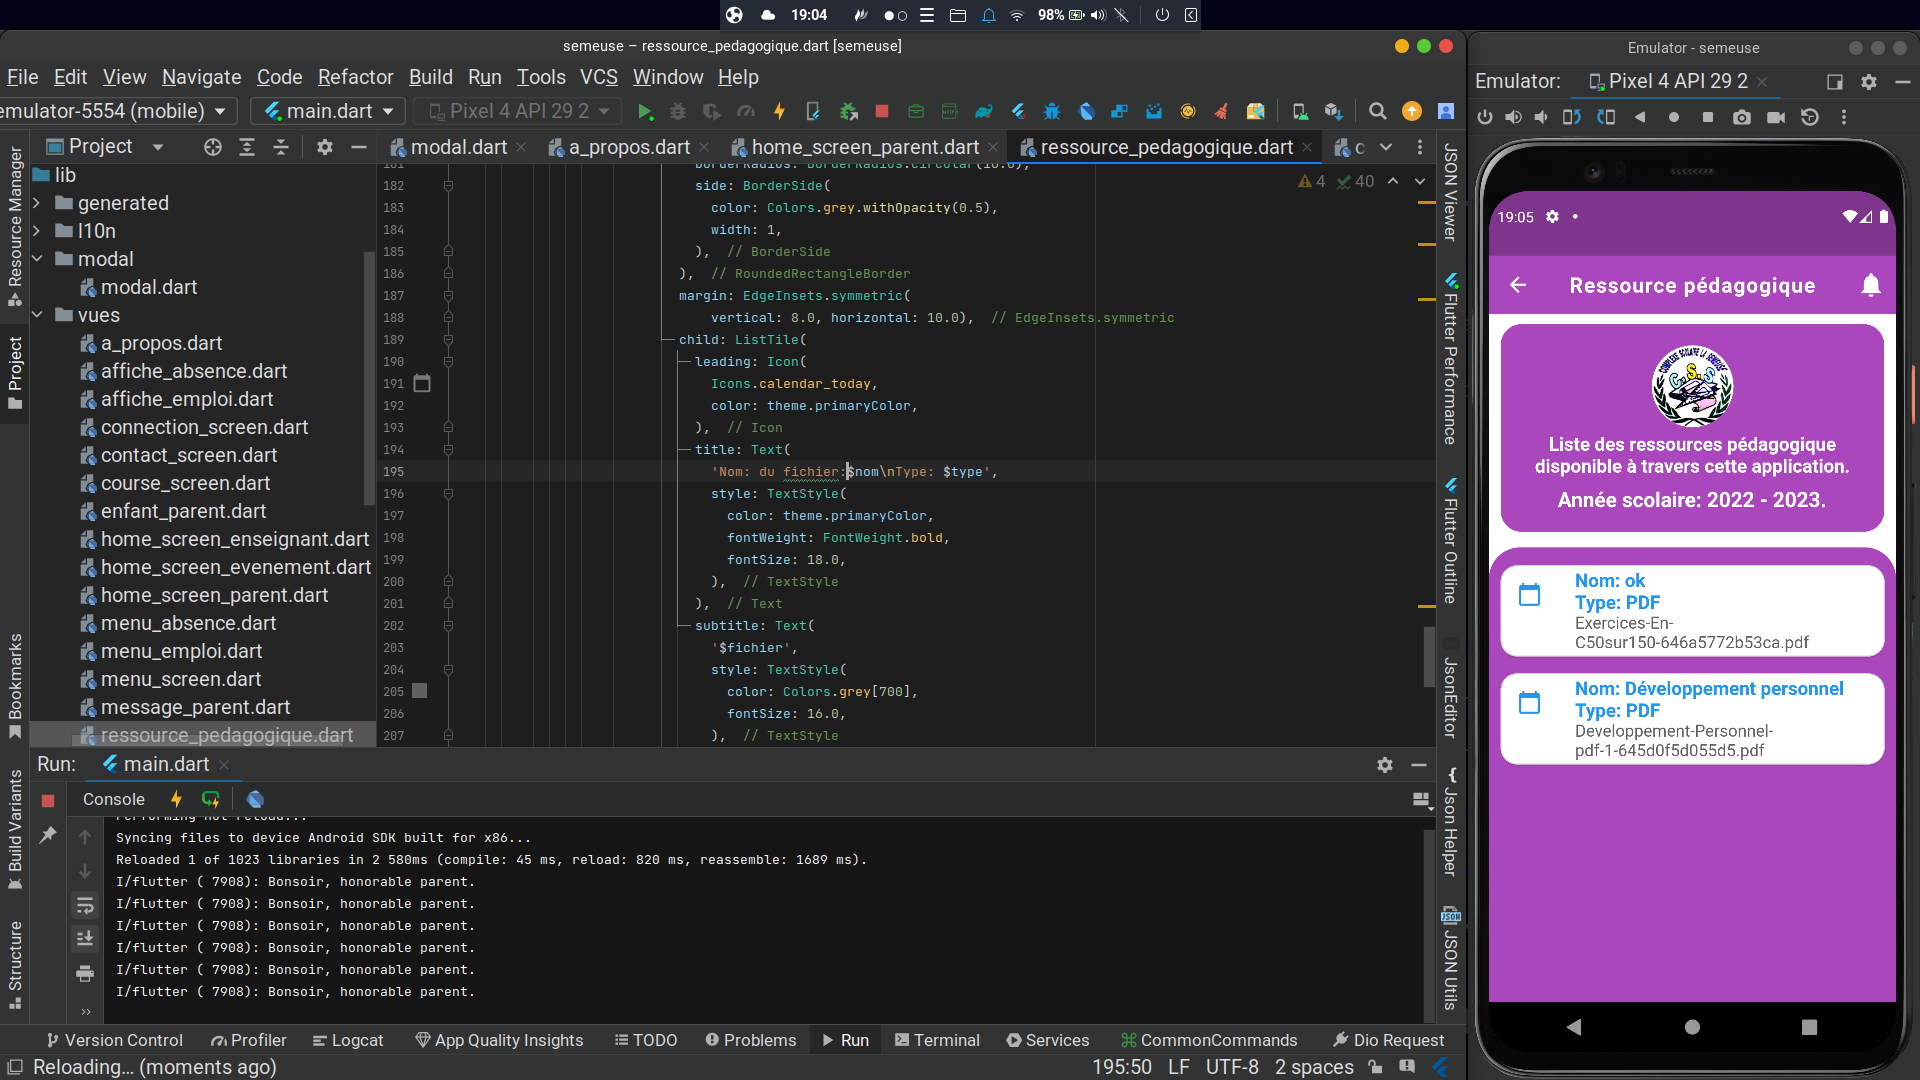 19:04
98%
semeuse – ressource_pedagogique.dart [semeuse]
File Edit View Navigate Code Refactor Build Run Tools VCS Window Help
emulator-5554 (mobile) main.dart Pixel 4 API 29 2
Project
modal.dart a_propos.dart home_screen_parent.dart ressource_pedagogique.dart c
Resource Manager
Project
Bookmarks
Build Variants
Structure
lib
generated
l10n
modal
modal.dart
vues
a_propos.dart
affiche_absence.dart
affiche_emploi.dart
connection_screen.dart
contact_screen.dart
course_screen.dart
enfant_parent.dart
home_screen_enseignant.dart
home_screen_evenement.dart
home_screen_parent.dart
menu_absence.dart
menu_emploi.dart
menu_screen.dart
message_parent.dart
ressource_pedagogique.dart
4 40
181 borderRadius: BorderRadius.circular(10.0),
182 side: BorderSide(
183 color: Colors.grey.withOpacity(0.5),
184 width: 1,
185 ), // BorderSide
186 ), // RoundedRectangleBorder
187 margin: EdgeInsets.symmetric(
188 vertical: 8.0, horizontal: 10.0), // EdgeInsets.symmetric
189 child: ListTile(
190 leading: Icon(
191 Icons.calendar_today,
192 color: theme.primaryColor,
193 ), // Icon
194 title: Text(
195 'Nom: du fichier:$nom\nType: $type',
196 style: TextStyle(
197 color: theme.primaryColor,
198 fontWeight: FontWeight.bold,
199 fontSize: 18.0,
200 ), // TextStyle
201 ), // Text
202 subtitle: Text(
203 '$fichier',
204 style: TextStyle(
205 color: Colors.grey[700],
206 fontSize: 16.0,
207 ), // TextStyle
JSON Viewer
Flutter Performance
Flutter Outline
JsonEditor
Json Helper
JSON Utils
Run: main.dart
Console
Performing hot reload...
Syncing files to device Android SDK built for x86...
Reloaded 1 of 1023 libraries in 2 580ms (compile: 45 ms, reload: 820 ms, reassemble: 1689 ms).
I/flutter ( 7908): Bonsoir, honorable parent.
I/flutter ( 7908): Bonsoir, honorable parent.
I/flutter ( 7908): Bonsoir, honorable parent.
I/flutter ( 7908): Bonsoir, honorable parent.
I/flutter ( 7908): Bonsoir, honorable parent.
I/flutter ( 7908): Bonsoir, honorable parent.
Version Control Profiler Logcat App Quality Insights TODO Problems Run Terminal Services CommonCommands Dio Request
Reloading... (moments ago) 195:50 LF UTF-8 2 spaces
Emulator - semeuse
Emulator: Pixel 4 API 29 2
19:05
Ressource pédagogique
COMPLEXE SCOLAIRE LA SEMEUSE
C.S.S
Liste des ressources pédagogique
disponible à travers cette application.
Année scolaire: 2022 - 2023.
Nom: ok
Type: PDF
Exercices-En-
C50sur150-646a5772b53ca.pdf
Nom: Développement personnel
Type: PDF
Developpement-Personnel-
pdf-1-645d0f5d055d5.pdf